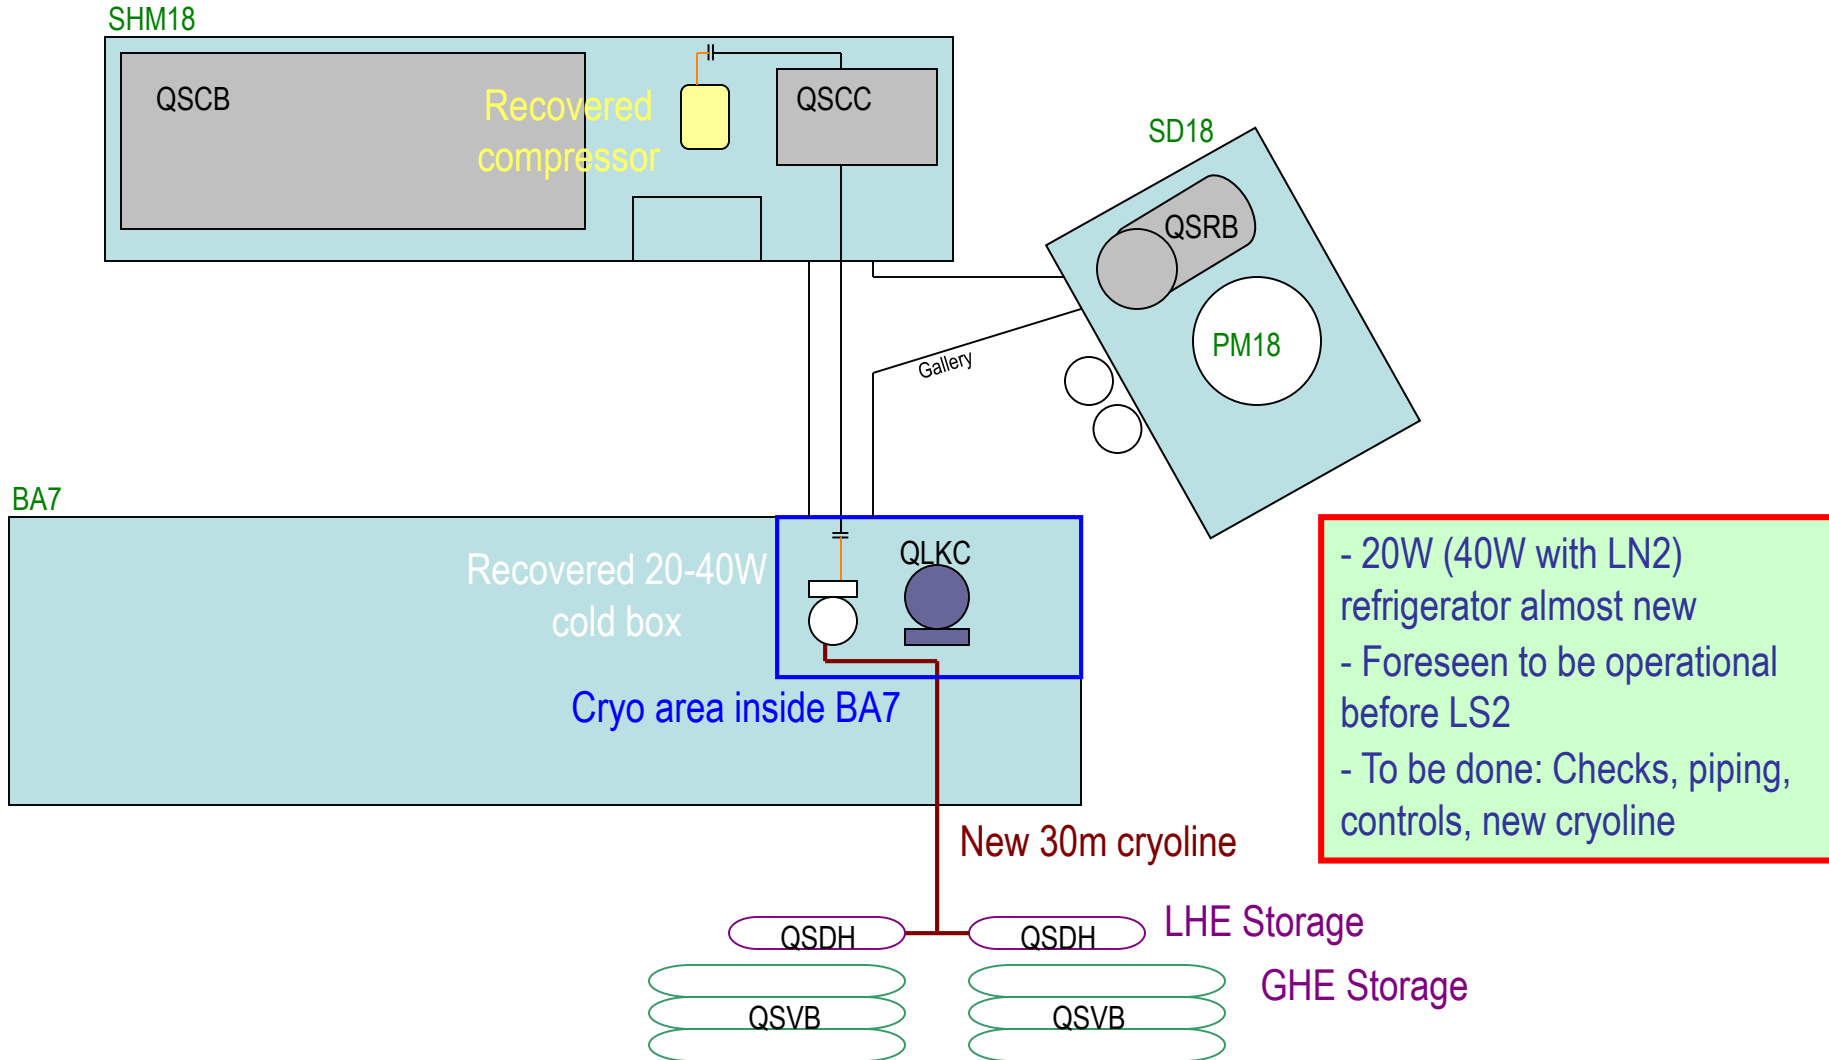 SHM18
QSCB
Recovered
compressor
QSCC
SD18
QSRB
PM18
Gallery
BA7
Recovered 20-40W
cold box
QLKC
Cryo area inside BA7
- 20W (40W with LN2)
refrigerator almost new
- Foreseen to be operational
before LS2
- To be done: Checks, piping,
controls, new cryoline
New 30m cryoline
QSDH
QSDH
LHE Storage
GHE Storage
QSVB
QSVB